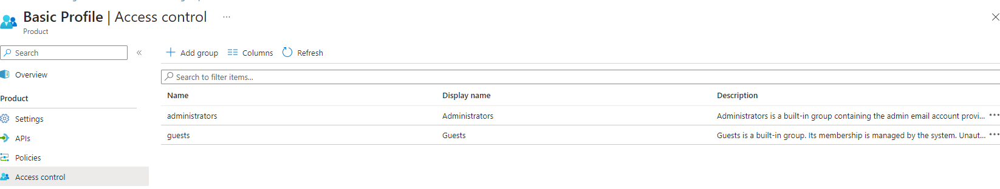 Basic Profile | Access control ...
Product
Search «
Add group Columns Refresh
Overview
Search to filter items...
Product
Name Display name Description
Settings
administrators Administrators Administrators is a built-in group containing the admin email account provi... ...
APIs
guests Guests Guests is a built-in group. Its membership is managed by the system. Unaut... ...
Policies
Access control